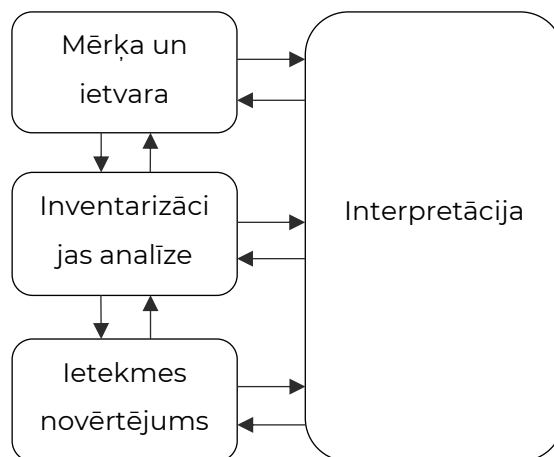 Mērķa un
ietvara
Inventarizāci
jas analīze
Interpretācija
Ietekmes
novērtējums